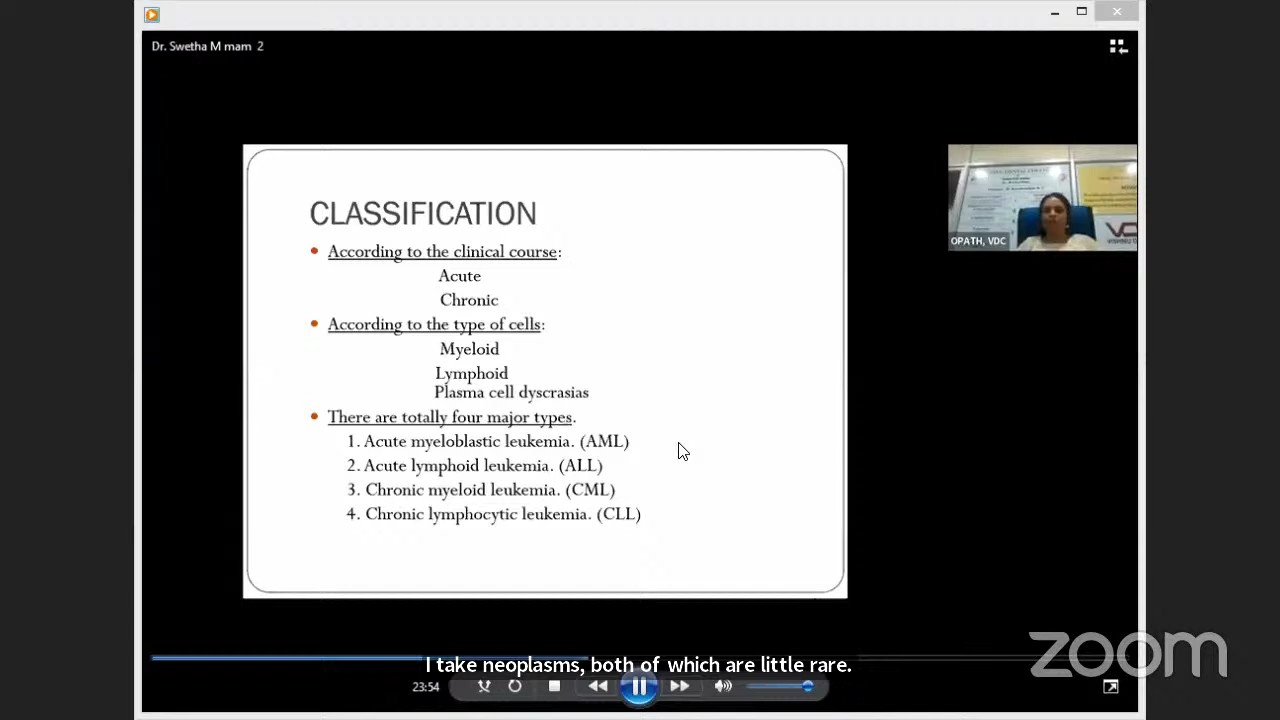 Dr. Swetha M mam 2
CLASSIFICATION
• According to the clinical course:
Acute
Chronic
• According to the type of cells:
Myeloid
Lymphoid
Plasma cell dyscrasias
• There are totally four major types.
1. Acute myeloblastic leukemia. (AML)
2. Acute lymphoid leukemia. (ALL)
3. Chronic myeloid leukemia. (CML)
4. Chronic lymphocytic leukemia. (CLL)
OPATH, VDC
I take neoplasms, both of which are little rare.
23:54
zoom